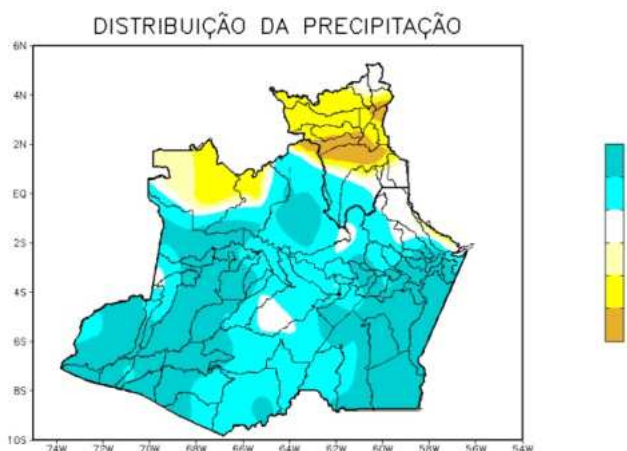 DISTRIBUIÇÃO DA PRECIPITAÇÃO
6N
4N
2N
EQ
2S
4S
6S
8S
10S
74W 72W 70W 68W 66W 64W 62W 60W 58W 56W 54W